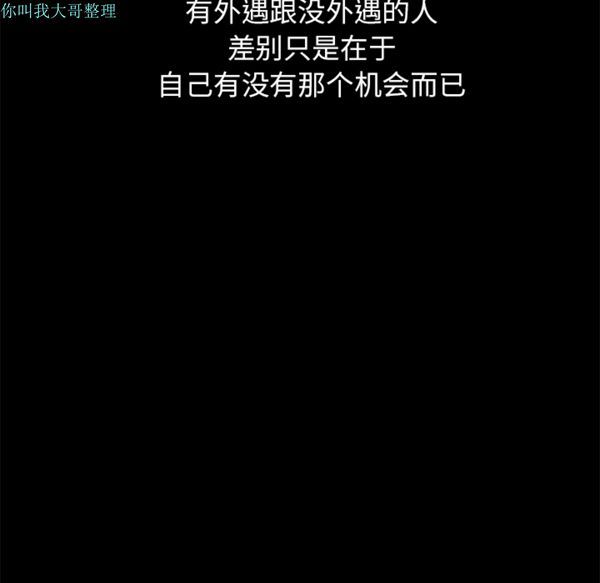 你叫我大哥整理
有外遇跟没外遇的人
差别只是在于
自己有没有那个机会而已